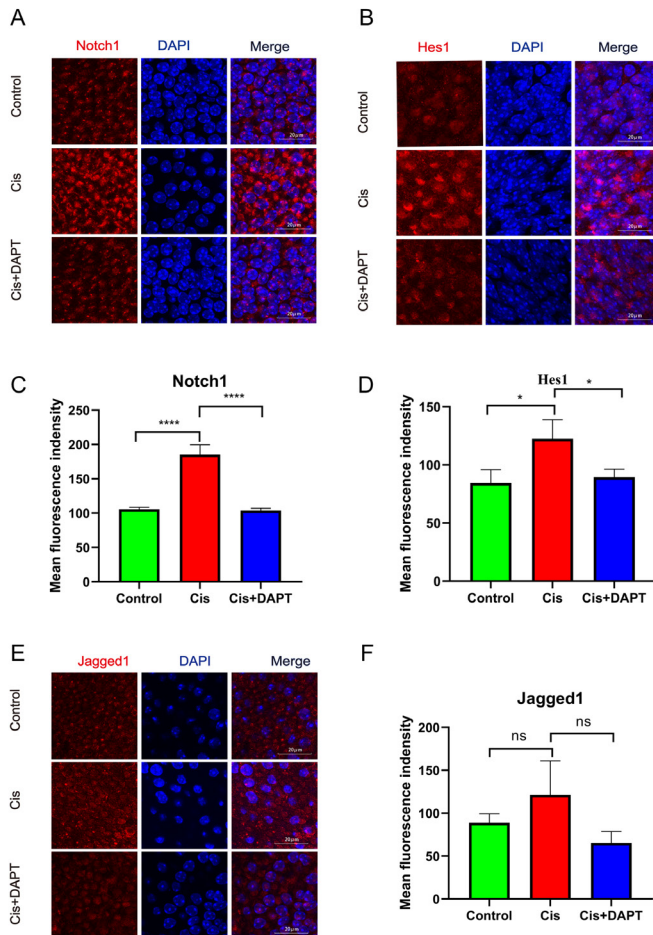 A
Notch1 DAPI Merge
Control
20μm
Cis
20μm
Cis+DAPT
20μm
B
Hes1 DAPI Merge
Control
20μm
Cis
20μm
Cis+DAPT
20μm
C
Notch1
Mean fluorescence indensity
250
200
150
100
50
0
**** ****
Control Cis Cis+DAPT
D
Hes1
Mean fluorescence indensity
150
100
50
0
* *
Control Cis Cis+DAPT
E
Jagged1 DAPI Merge
Control
20μm
Cis
20μm
Cis+DAPT
20μm
F
Jagged1
Mean fluorescence indensity
200
150
100
50
0
ns ns
Control Cis Cis+DAPT